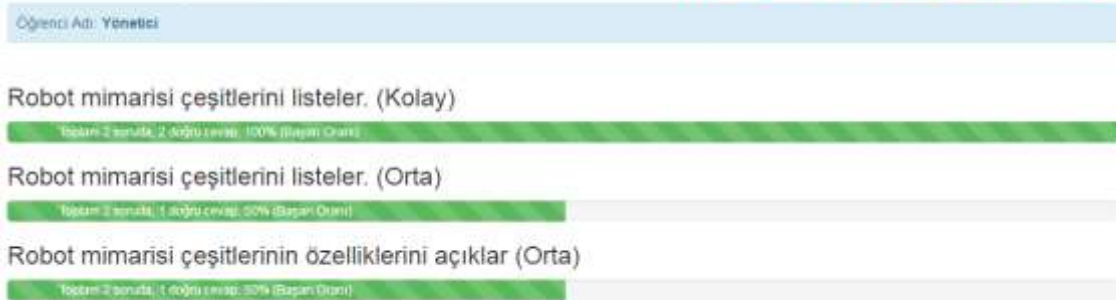 Öğrenci Adı: Yönetici
Robot mimarisi çeşitlerini listeler. (Kolay)
Toplam 2 soruda, 2 doğru cevap, 100% (Başarı Oranı)
Robot mimarisi çeşitlerini listeler. (Orta)
Toplam 2 soruda, 1 doğru cevap, 50% (Başarı Oranı)
Robot mimarisi çeşitlerinin özelliklerini açıklar (Orta)
Toplam 2 soruda, 1 doğru cevap, 50% (Başarı Oranı)